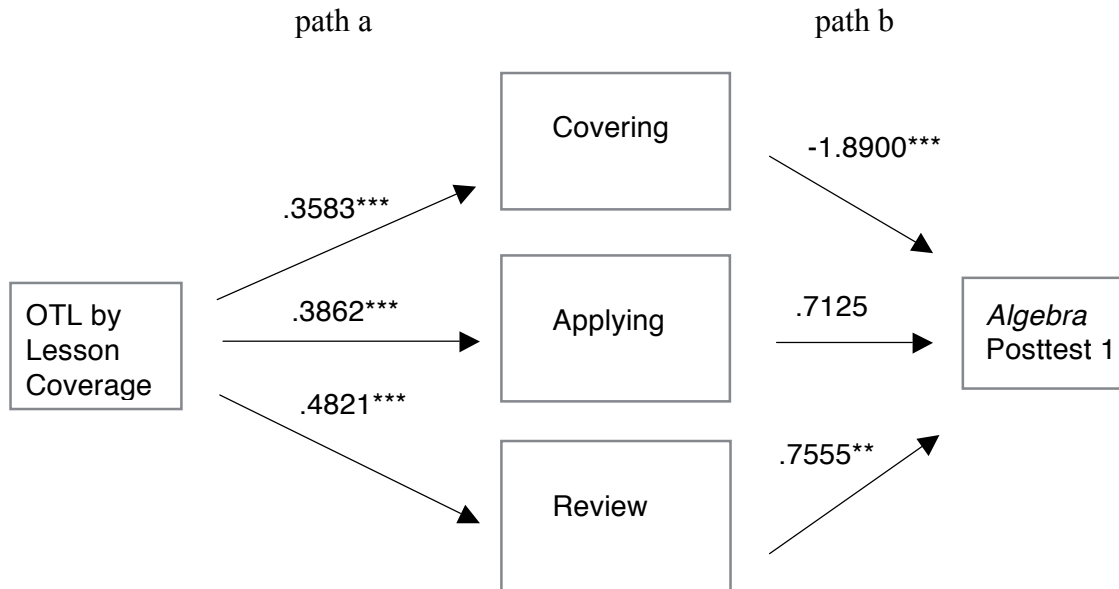 path a
path b
Covering
-1.8900***
.3583***
OTL by
Lesson
Coverage
.3862***
Applying
.7125
Algebra
Posttest 1
.4821***
.7555**
Review